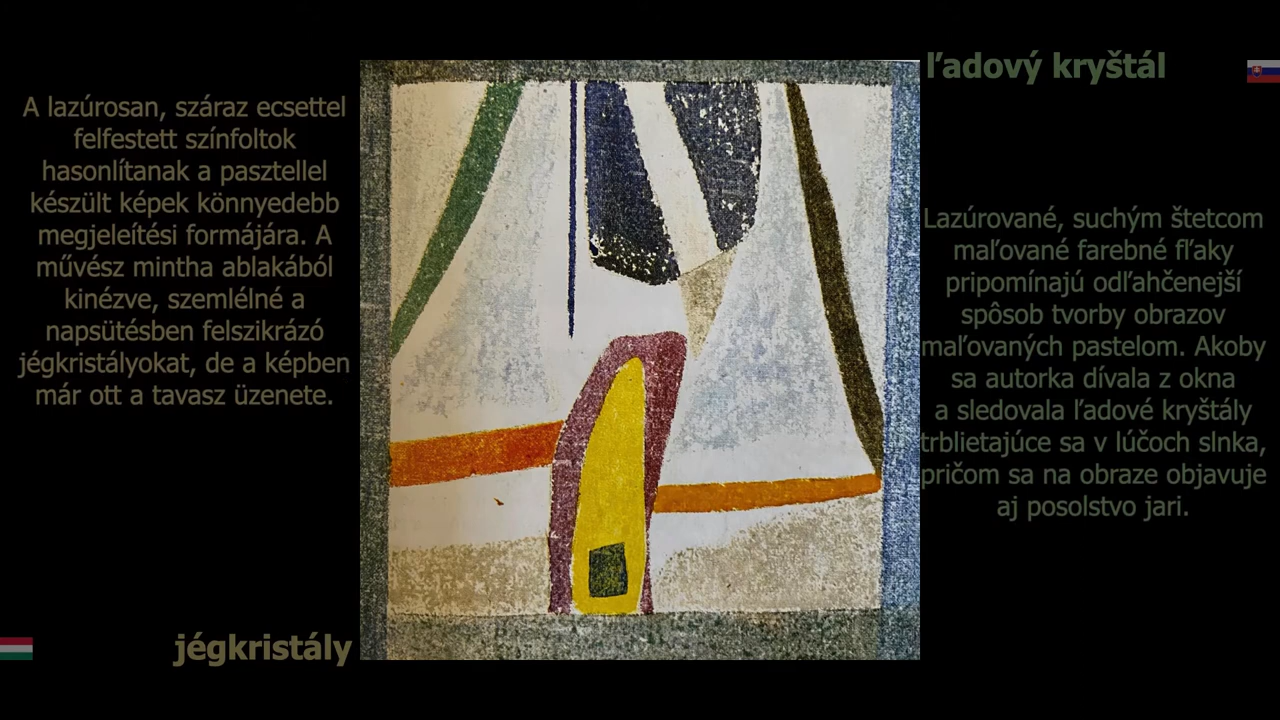 A lazúrosan, száraz ecsettel
felfestett színfoltok
hasonlítanak a pasztellel
készült képek könnyedebb
megjeleítési formájára. A
művész mintha ablakából
kinézve, szemlélné a
napsütésben felszikrázó
jégkristályokat, de a képben
már ott a tavasz üzenete.
jégkristály
ľadový kryštál
Lazúrované, suchým štetcom
maľované farebné fľaky
pripomínajú odľahčenejší
spôsob tvorby obrazov
maľovaných pastelom. Akoby
sa autorka dívala z okna
a sledovala ľadové kryštály
trblietajúce sa v lúčoch slnka,
pričom sa na obraze objavuje
aj posolstvo jari.